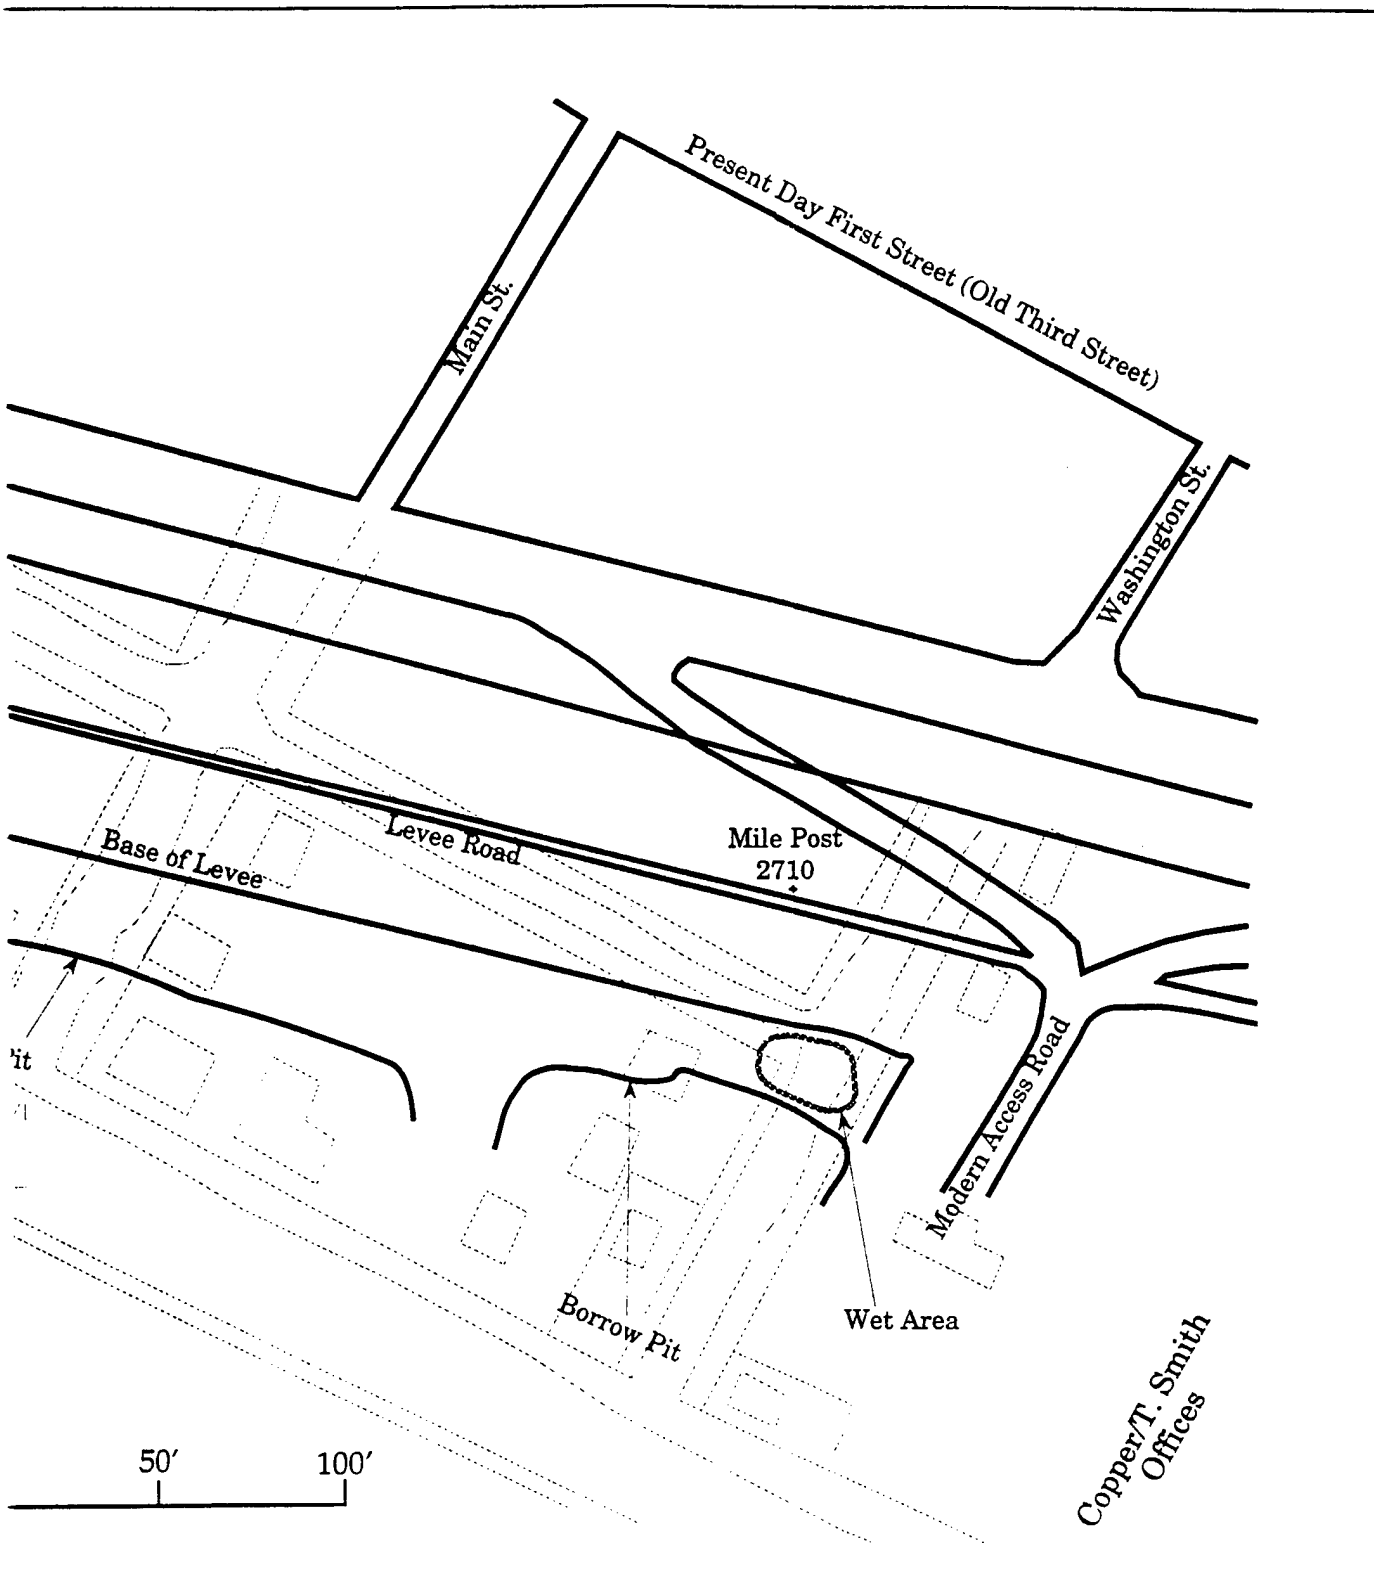 Present Day First Street (Old Third Street)
Main St.
Washington St.
Levee Road
Mile Post
2710
Base of Levee
Modern Access Road
Borrow Pit
Wet Area
Copper/T. Smith
Offices
50′
100′